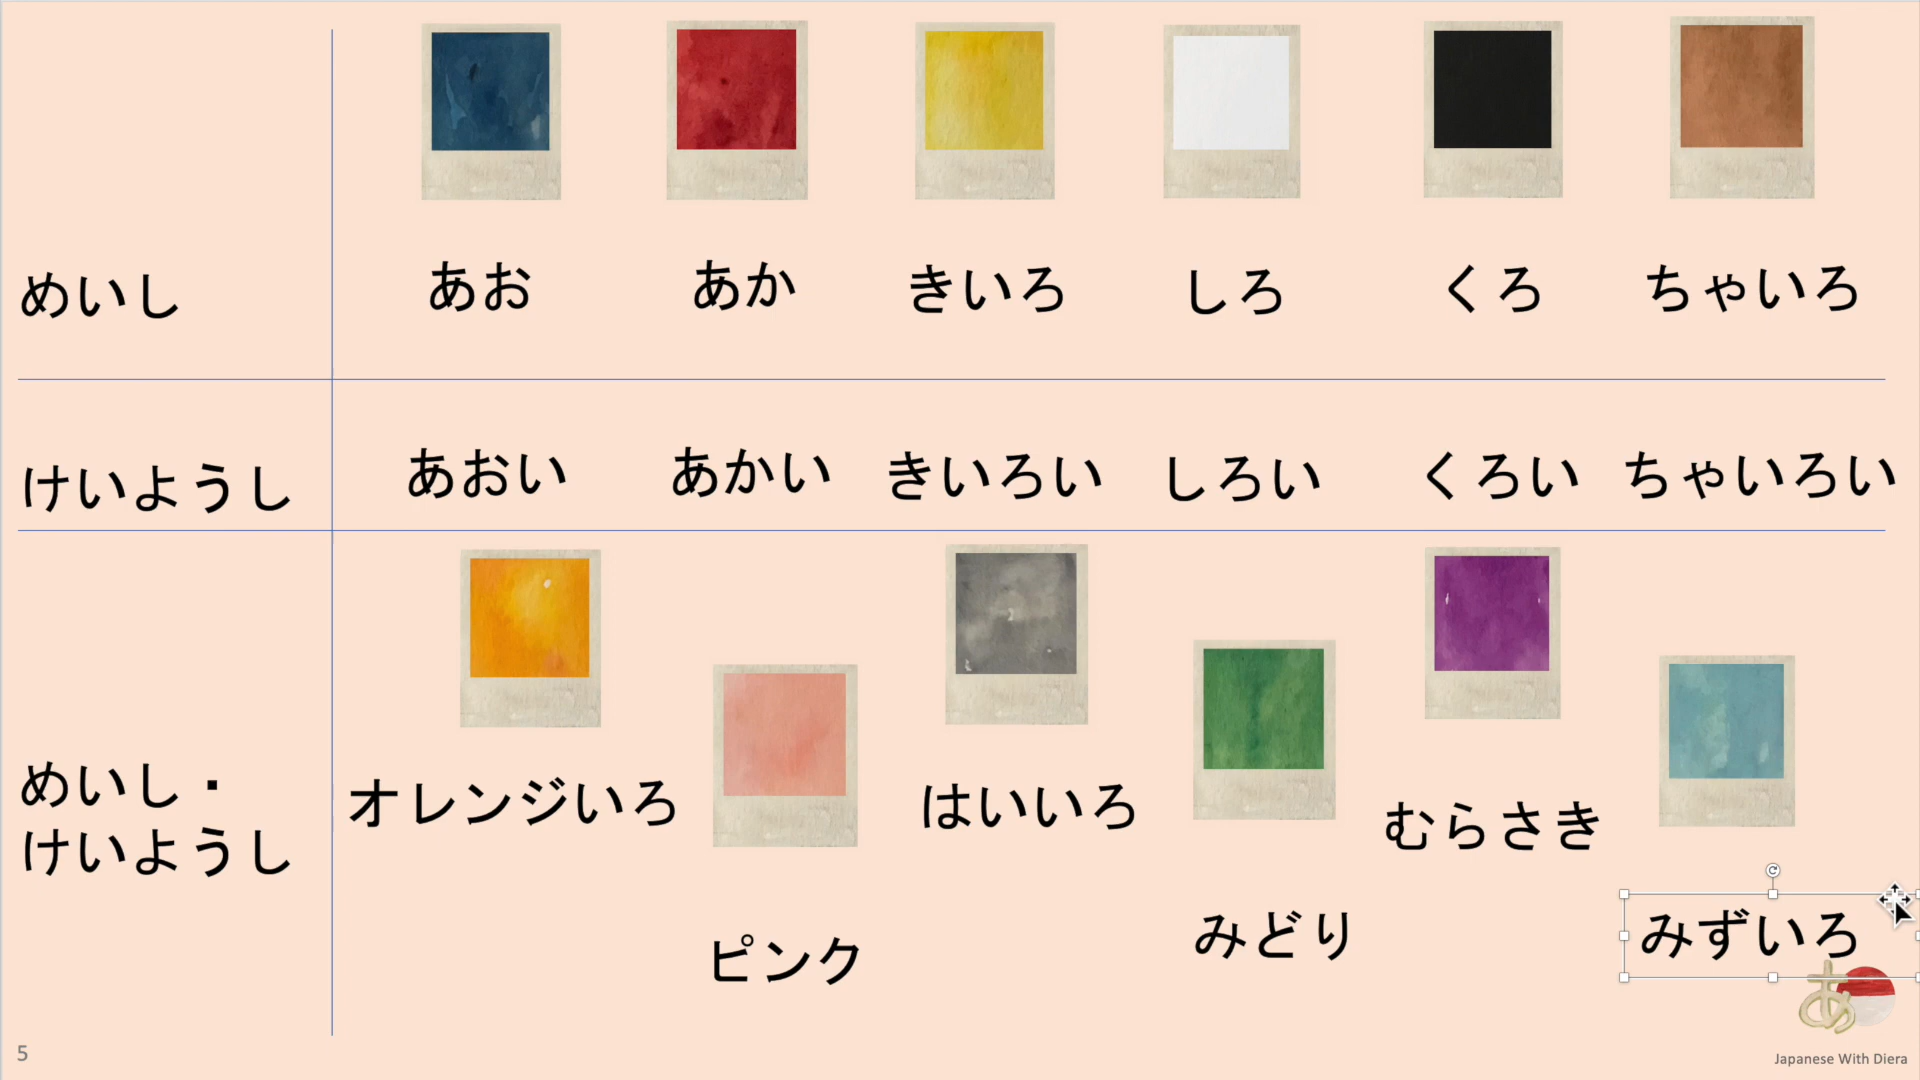 めいし
あお
あか
きいろ
しろ
くろ
ちゃいろ
けいようし
あおい
あかい
きいろい
しろい
くろい
ちゃいろい
めいし・
けいようし
オレンジいろ
ピンク
はいいろ
みどり
むらさき
みずいろ
あ
5
Japanese With Diera